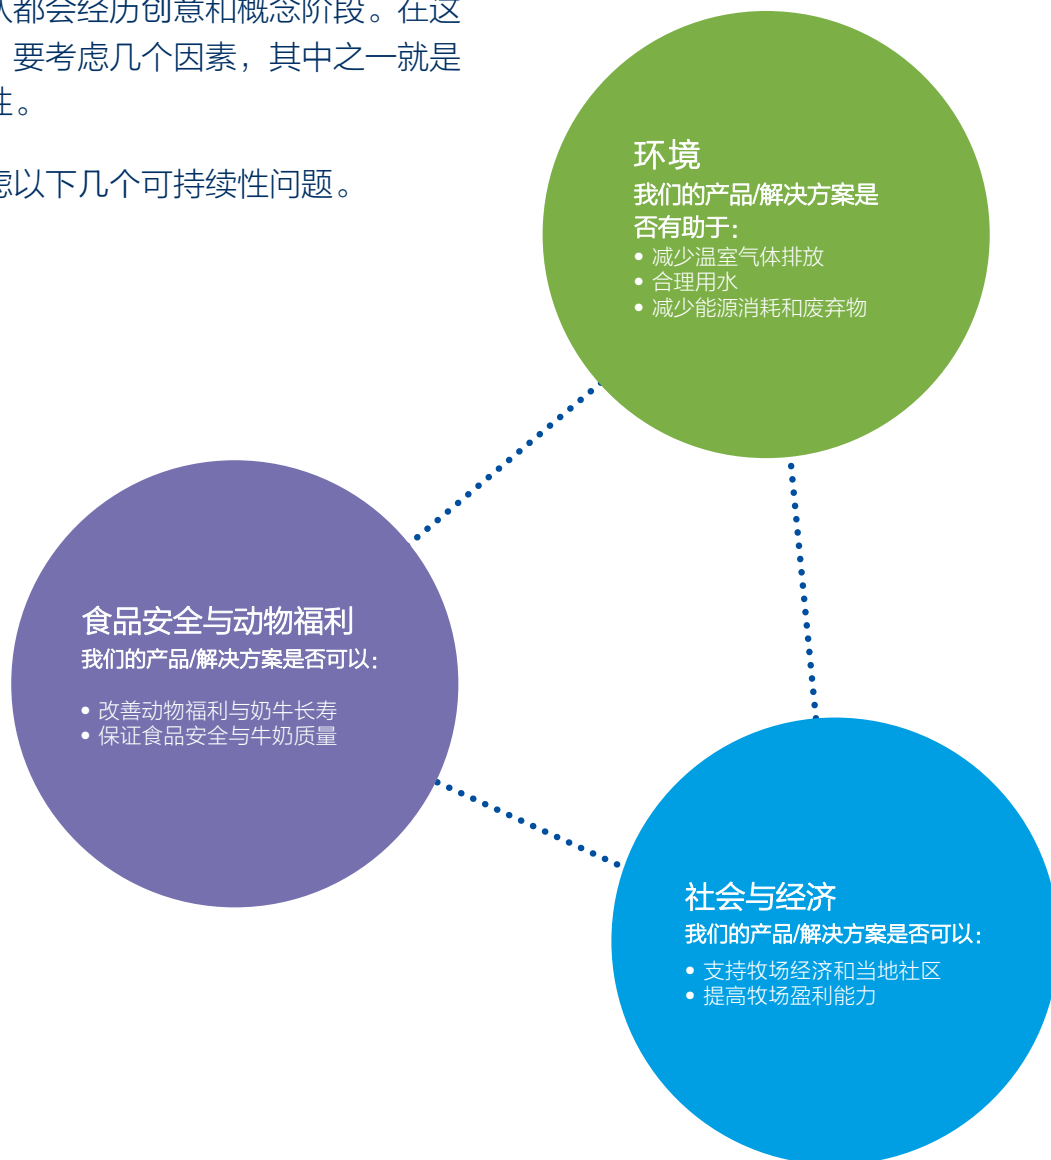 都会经历创意和概念阶段。在这
要考虑几个因素，其中之一就是
性。
虑以下几个可持续性问题。
环境
我们的产品/解决方案是
否有助于：
• 减少温室气体排放
• 合理用水
• 减少能源消耗和废弃物
食品安全与动物福利
我们的产品/解决方案是否可以：
• 改善动物福利与奶牛长寿
• 保证食品安全与牛奶质量
社会与经济
我们的产品/解决方案是否可以：
• 支持牧场经济和当地社区
• 提高牧场盈利能力